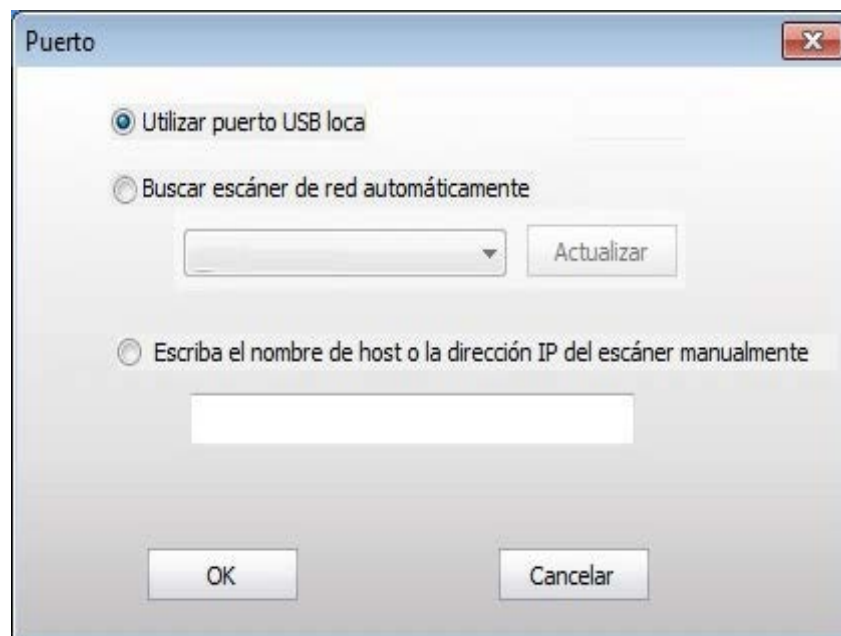 Puerto
Utilizar puerto USB loca
Buscar escáner de red automáticamente
Actualizar
Escriba el nombre de host o la dirección IP del escáner manualmente
OK
Cancelar